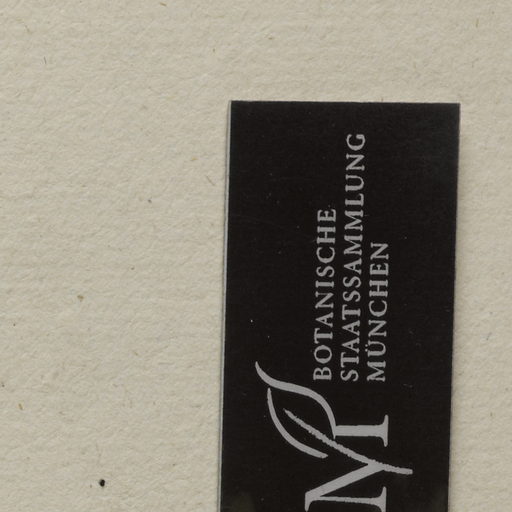 BOTANISCHE
STAATSSAMMLUNG
MÜNCHEN
M